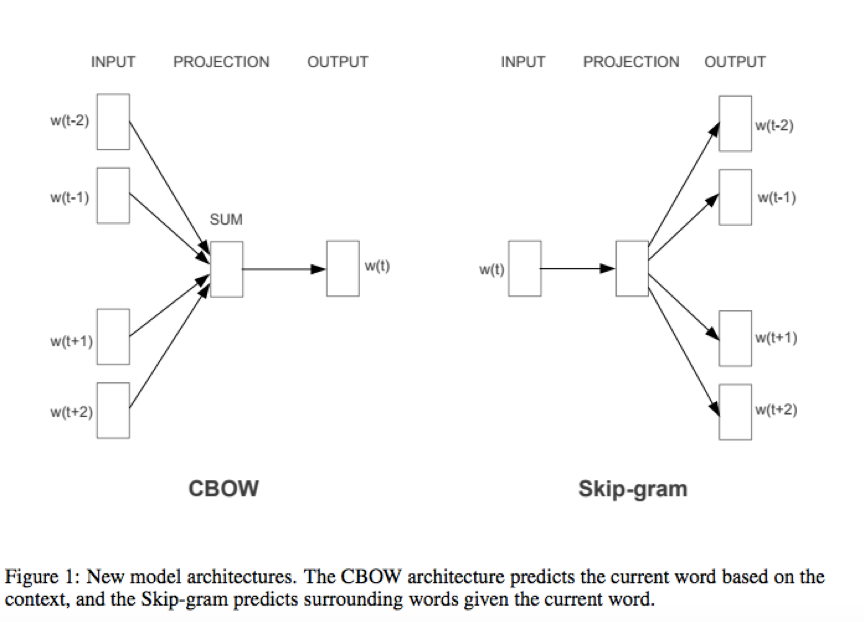 INPUT PROJECTION OUTPUT
w(t-2)
w(t-1)
SUM
w(t)
w(t+1)
w(t+2)
CBOW
INPUT PROJECTION OUTPUT
w(t-2)
w(t-1)
w(t)
w(t+1)
w(t+2)
Skip-gram
Figure 1: New model architectures. The CBOW architecture predicts the current word based on the
context, and the Skip-gram predicts surrounding words given the current word.